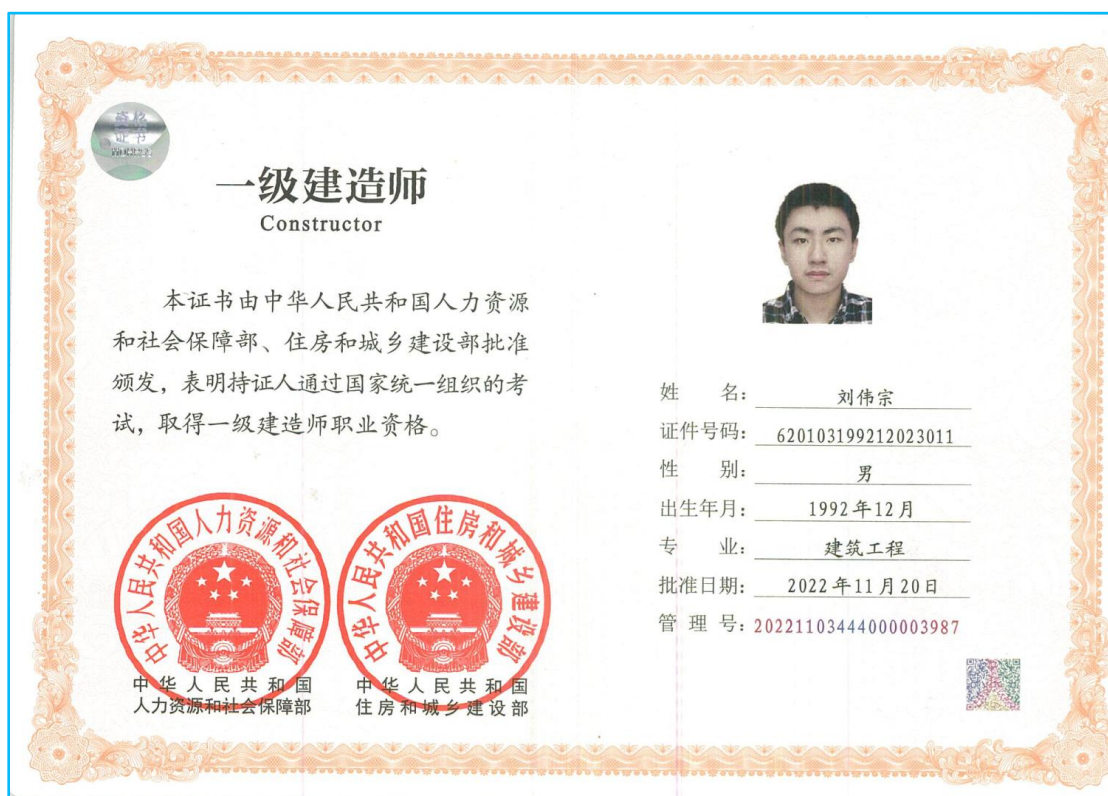 一级建造师
Constructor
本证书由中华人民共和国人力资源
和社会保障部、住房和城乡建设部批准
颁发，表明持证人通过国家统一组织的考
试，取得一级建造师职业资格。
中华人民共和国人力资源和社会保障部
中华人民共和国住房和城乡建设部
中华人民共和国
人力资源和社会保障部
中华人民共和国
住房和城乡建设部
姓 名： 刘伟宗
证件号码： 620103199212023011
性 别： 男
出生年月： 1992年12月
专 业： 建筑工程
批准日期： 2022年11月20日
管 理 号： 20221103444000003987